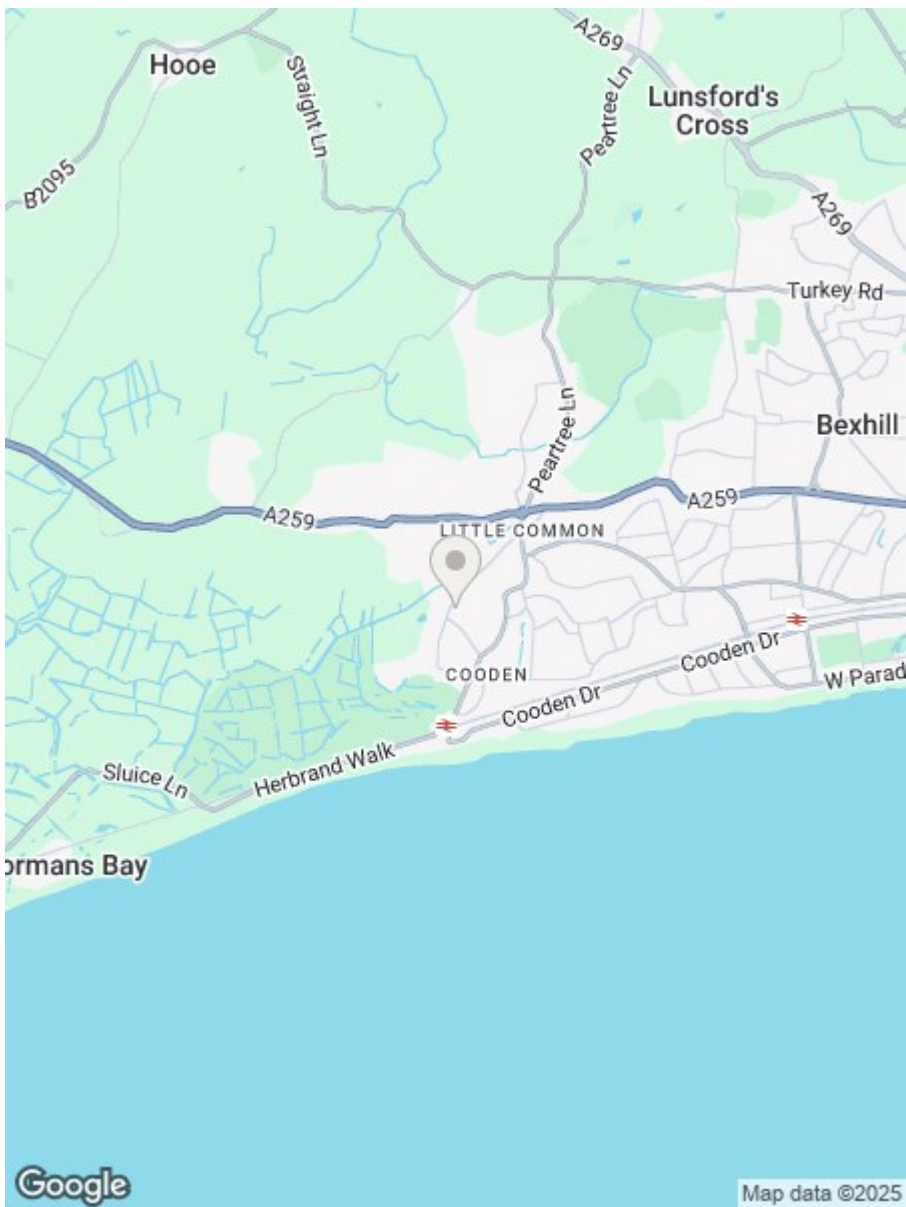 A269
Hooe
Straight Ln
Peartree Ln
Lunsford's
Cross
B2095
A269
Turkey Rd
Peartree Ln
Bexhill
A259
A259
LITTLE COMMON
Cooden Dr
COODEN
W Parad
Cooden Dr
Herbrand Walk
Sluice Ln
ormans Bay
Google
Map data ©2025